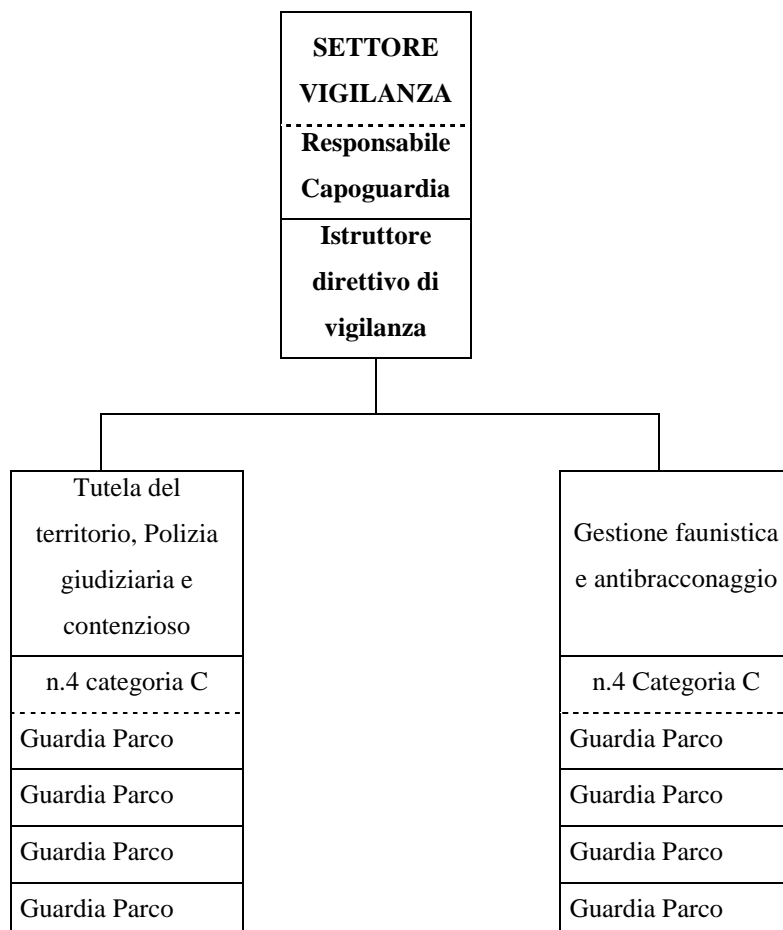 SETTORE
VIGILANZA
Responsabile
Capoguardia
Istruttore
direttivo di
vigilanza
Tutela del
territorio, Polizia
giudiziaria e
contenzioso
n.4 categoria C
Guardia Parco
Guardia Parco
Guardia Parco
Guardia Parco
Gestione faunistica
e antibracconaggio
n.4 Categoria C
Guardia Parco
Guardia Parco
Guardia Parco
Guardia Parco